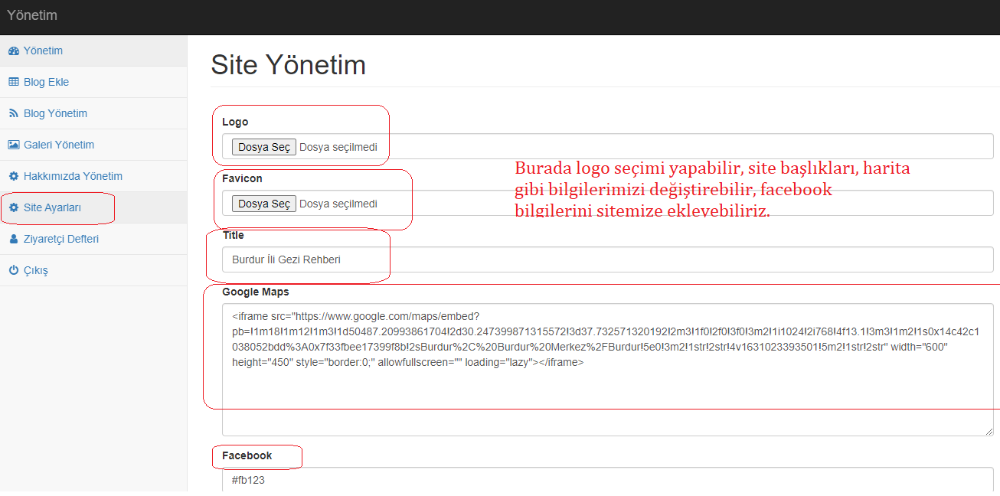 Yönetim
Yönetim
Blog Ekle
Blog Yönetim
Galeri Yönetim
Hakkımızda Yönetim
Site Ayarları
Ziyaretçi Defteri
Çıkış
Site Yönetim
Logo
Dosya Seç Dosya seçilmedi
Burada logo seçimi yapabilir, site başlıkları, harita
gibi bilgilerimizi değiştirebilir, facebook
bilgilerini sitemize ekleyebiliriz.
Favicon
Dosya Seç Dosya seçilmedi
Title
Burdur İli Gezi Rehberi
Google Maps
<iframe src="https://www.google.com/maps/embed?
pb=!1m18!1m12!1m3!1d50487.20993861704!2d30.247399871315572!3d37.732571320192!2m3!1f0!2f0!3f0!3m2!1i1024!2i768!4f13.1!3m3!1m2!1s0x14c42c1
038052bdd%3A0x7f33fbee17399f8b!2sBurdur%2C%20Burdur%20Merkez%2FBurdur!5e0!3m2!1str!2str!4v1631023393501!5m2!1str!2str" width="600"
height="450" style="border:0;" allowfullscreen="" loading="lazy"></iframe>
Facebook
#fb123